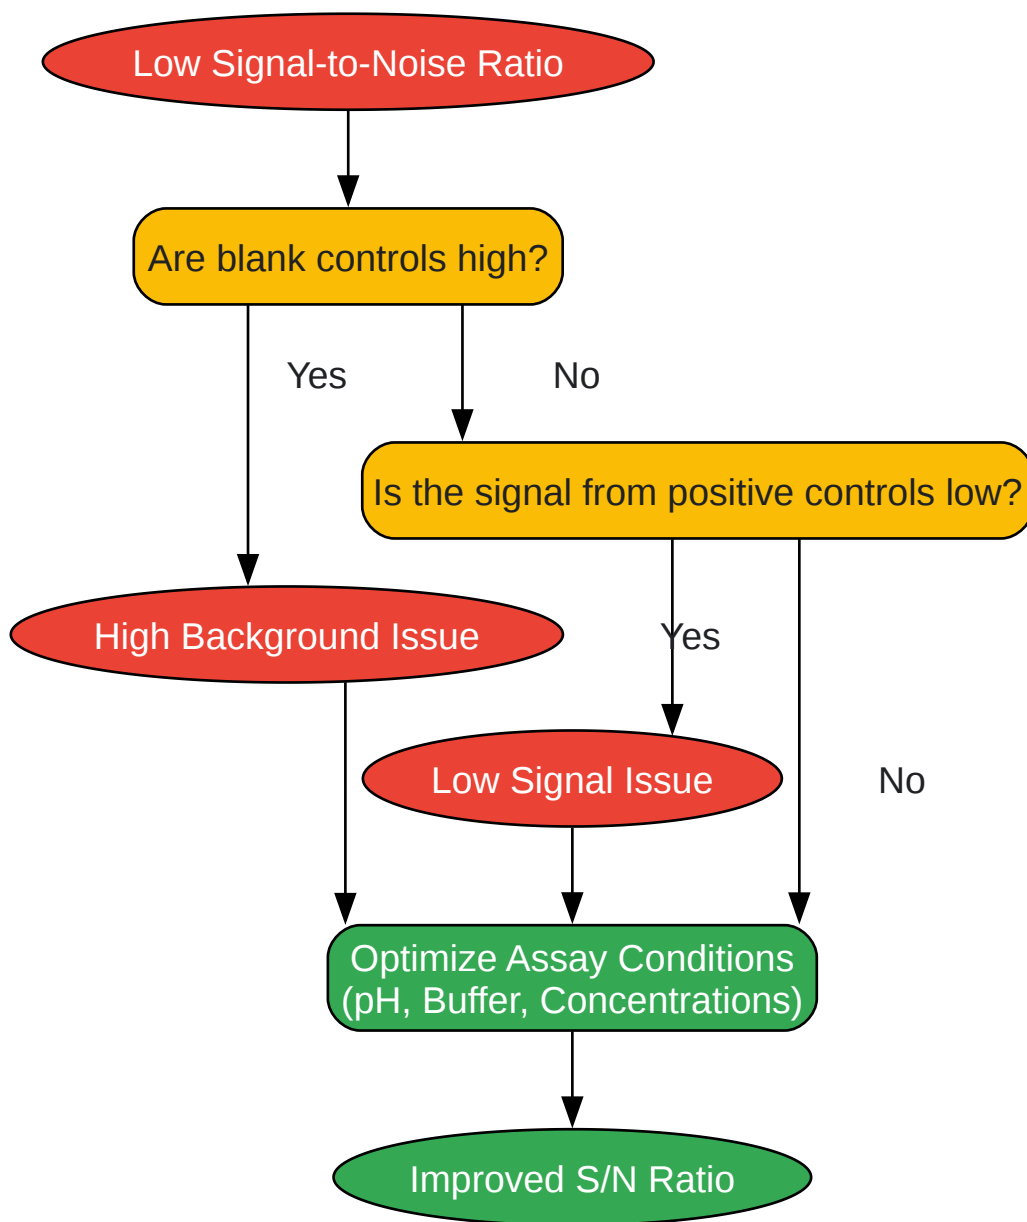 Low Signal-to-Noise Ratio
Are blank controls high?
Yes
No
Is the signal from positive controls low?
High Background Issue
Yes
Low Signal Issue
No
Optimize Assay Conditions
(pH, Buffer, Concentrations)
Improved S/N Ratio